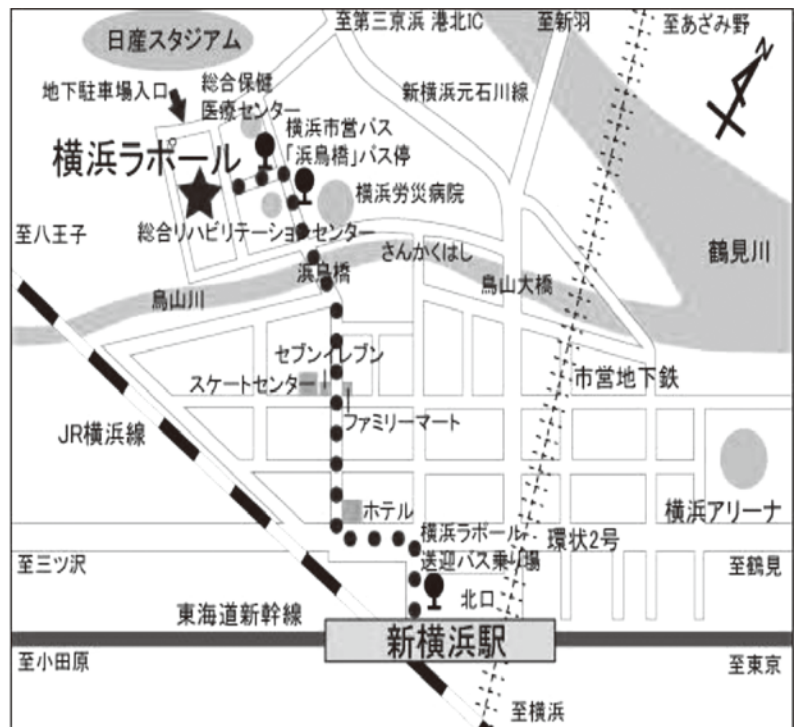 至第三京浜 港北IC
至新羽
至あざみ野
日産スタジアム
N
地下駐車場入口
総合保健
医療センター
新横浜元石川線
横浜市営バス
「浜鳥橋」バス停
横浜ラポール
横浜労災病院
至八王子
総合リハビリテーションセンター
さんかくはし
鶴見川
浜鳥橋
鳥山川
鳥山大橋
セブンイレブン
スケートセンター
市営地下鉄
ファミリーマート
JR横浜線
ホテル
横浜アリーナ
横浜ラポール
送迎バス乗り場
環状2号
至三ツ沢
至鶴見
北口
東海道新幹線
新横浜駅
至小田原
至東京
至横浜